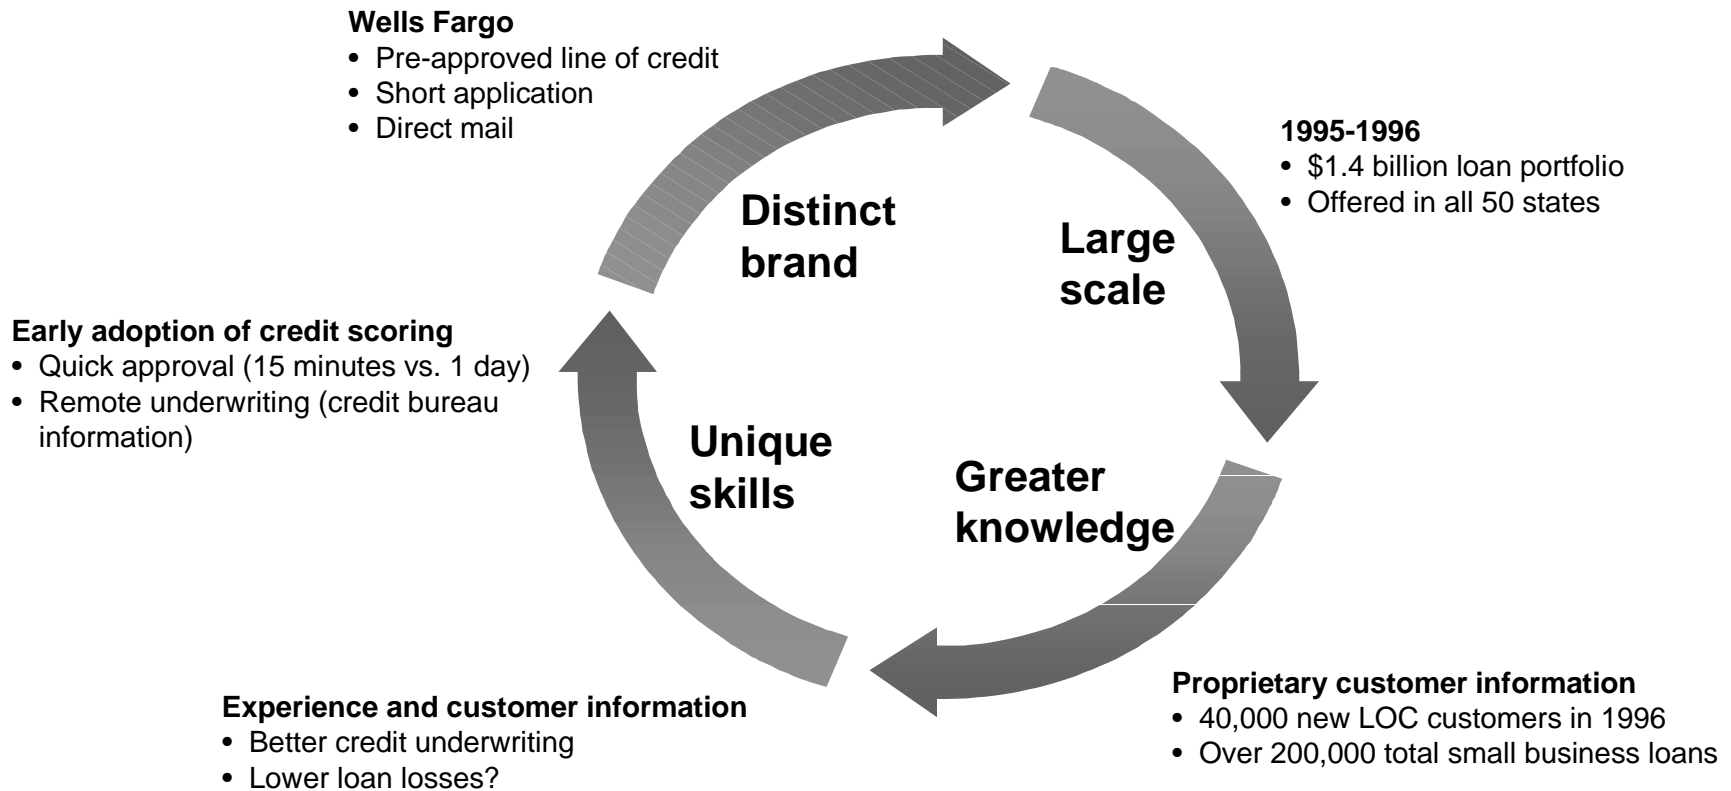 Wells Fargo
• Pre-approved line of credit
• Short application
• Direct mail
1995-1996
• $1.4 billion loan portfolio
• Offered in all 50 states
Distinct
brand
Large
scale
Early adoption of credit scoring
• Quick approval (15 minutes vs. 1 day)
• Remote underwriting (credit bureau
information)
Unique
skills
Greater
knowledge
Experience and customer information
• Better credit underwriting
• Lower loan losses?
Proprietary customer information
• 40,000 new LOC customers in 1996
• Over 200,000 total small business loans